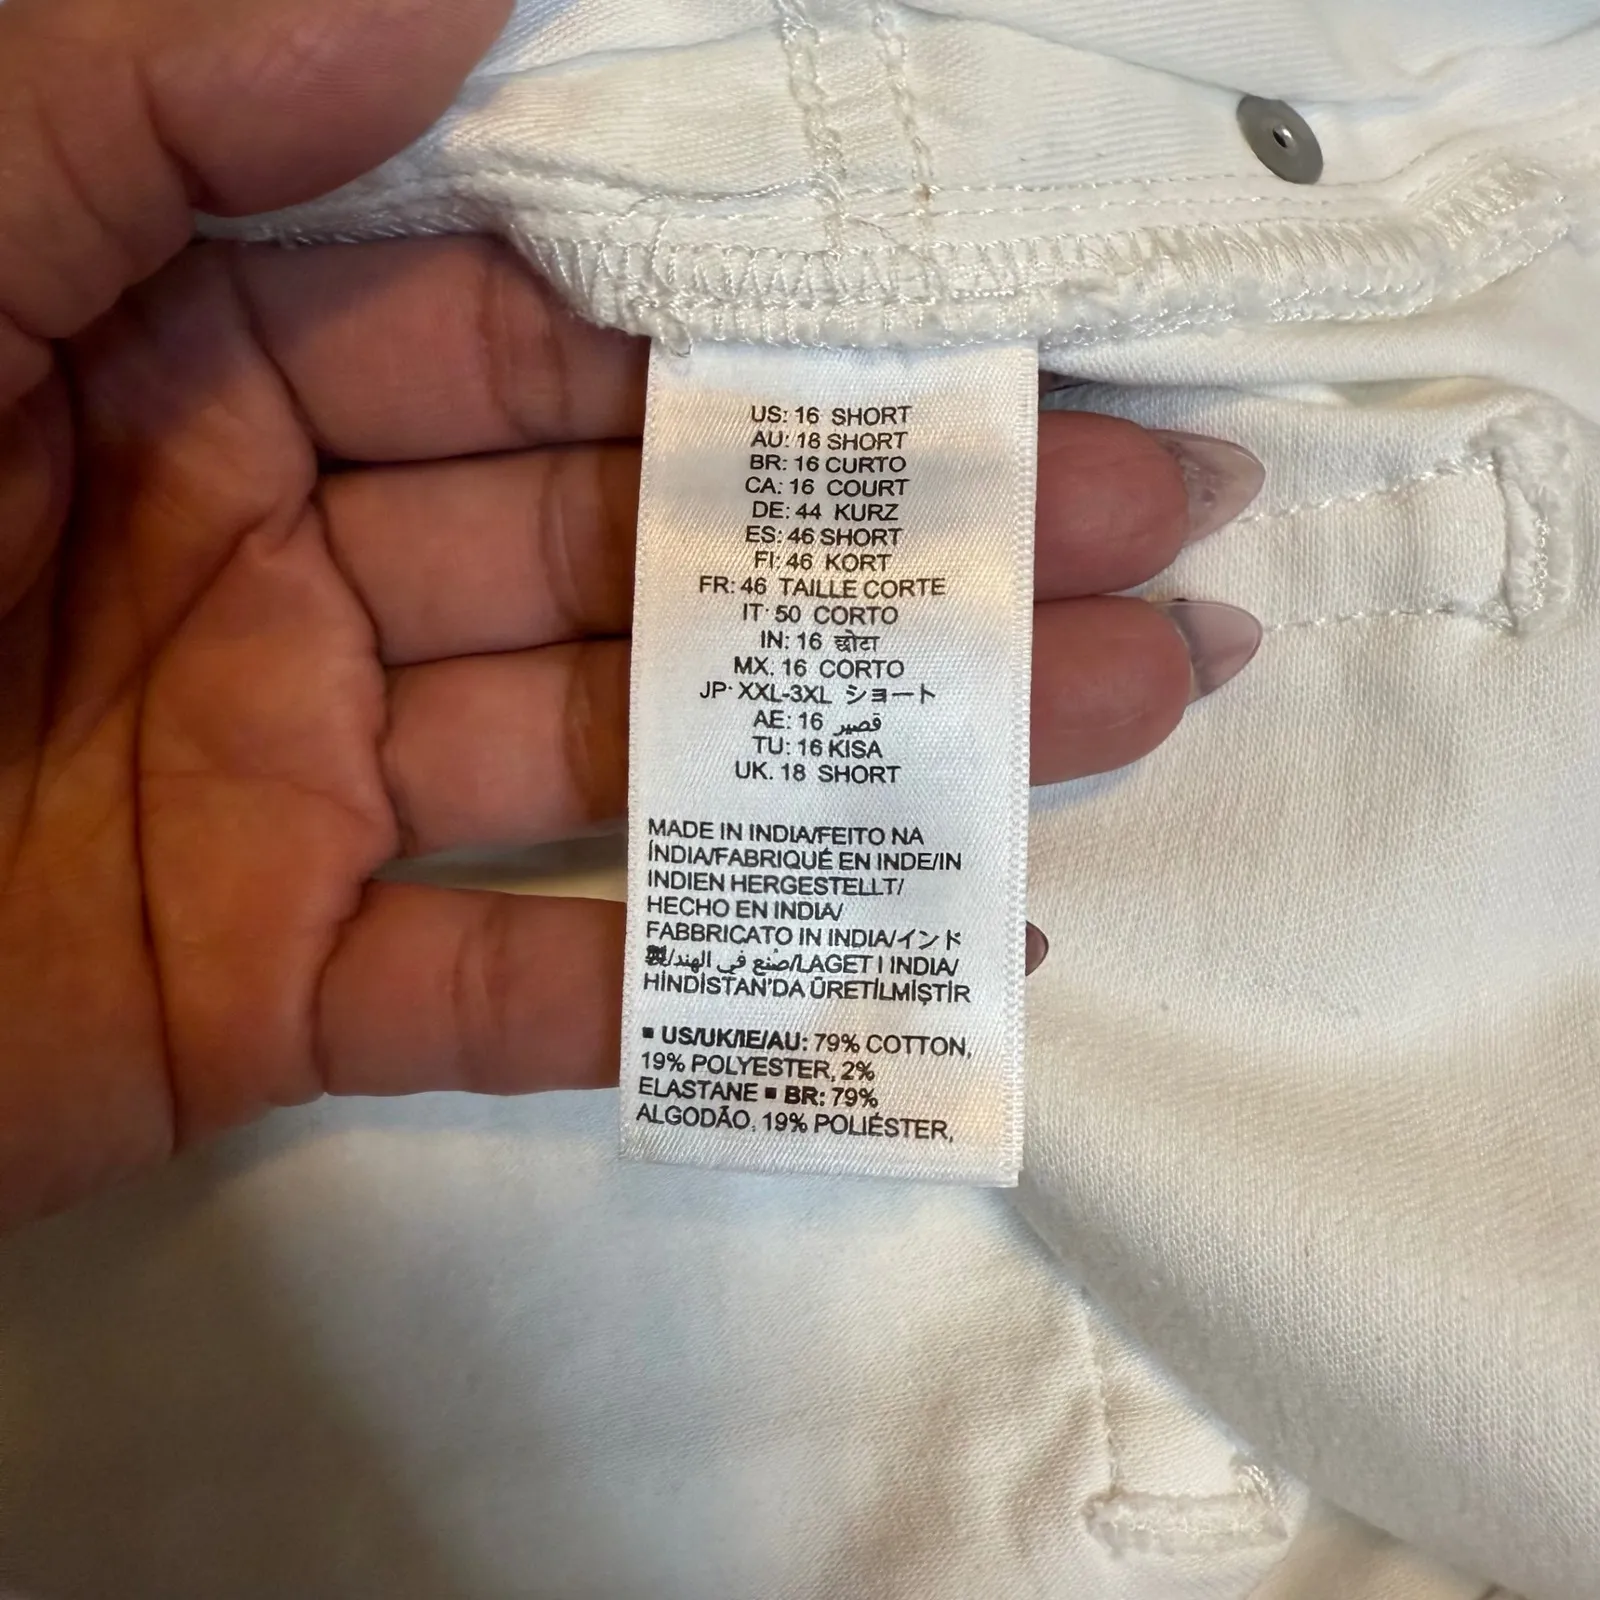 US: 16 SHORT
AU: 18 SHORT
BR: 16 CURTO
CA: 16 COURT
DE: 44 KURZ
ES: 46 SHORT
FI: 46 KORT
FR: 46 TAILLE CORTE
IT: 50 CORTO
IN: 16 छोटा
MX: 16 CORTO
JP: XXL-3XL ショート
AE: 16 قصير
TU: 16 KISA
UK: 18 SHORT
MADE IN INDIA/FEITO NA
ÍNDIA/FABRIQUÉ EN INDE/IN
INDIEN HERGESTELLT/
HECHO EN INDIA/
FABBRICATO IN INDIA/インド
製/صنع في الهند/LAGET I INDIA/
HİNDİSTAN'DA ÜRETİLMİŞTİR
▪ US/UK/IE/AU: 79% COTTON,
19% POLYESTER, 2%
ELASTANE ▪ BR: 79%
ALGODÃO, 19% POLIÉSTER,